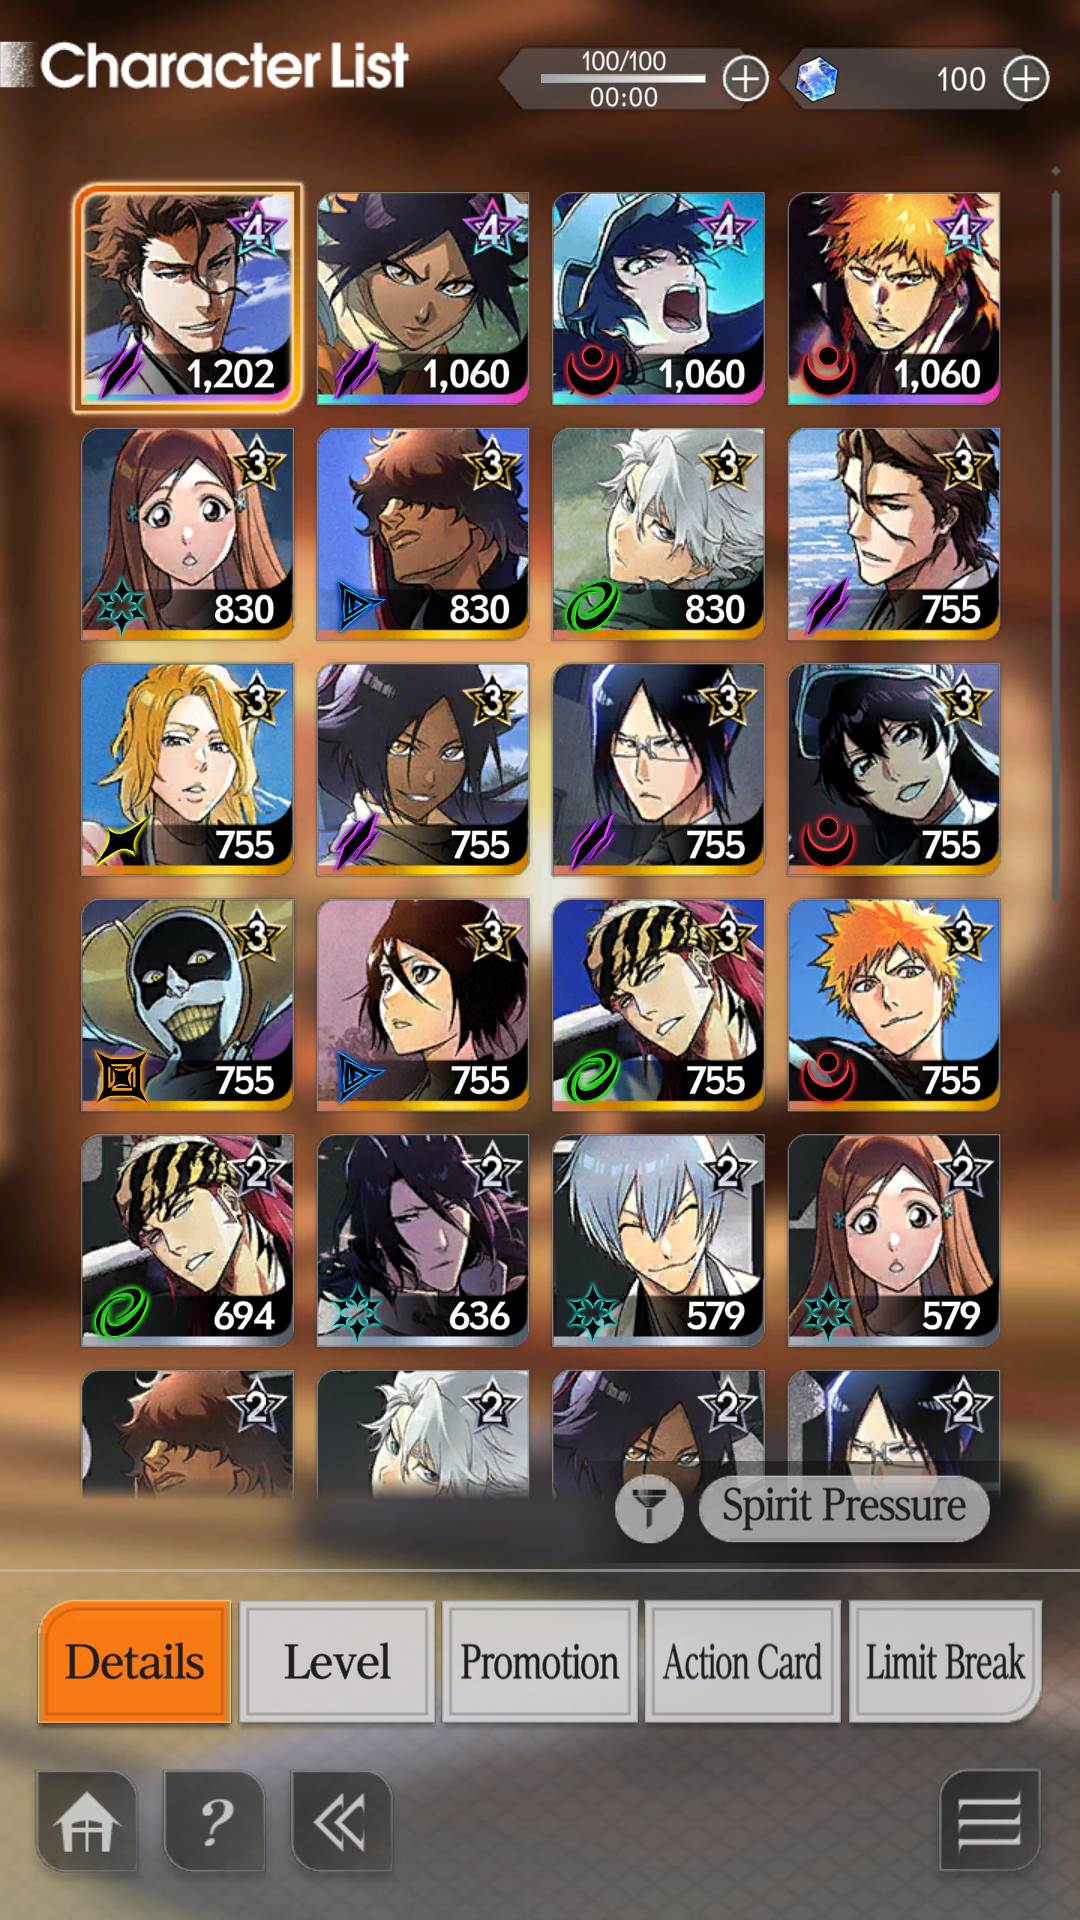 Character List
100/100
00:00
100
4 4 4 4
1,202 1,060 1,060 1,060
3 3 3 3
830 830 830 755
3 3 3 3
755 755 755 755
3 3 3 3
755 755 755 755
2 2 2 2
694 636 579 579
2 2 2 2
Spirit Pressure
Details Level Promotion Action Card Limit Break
?